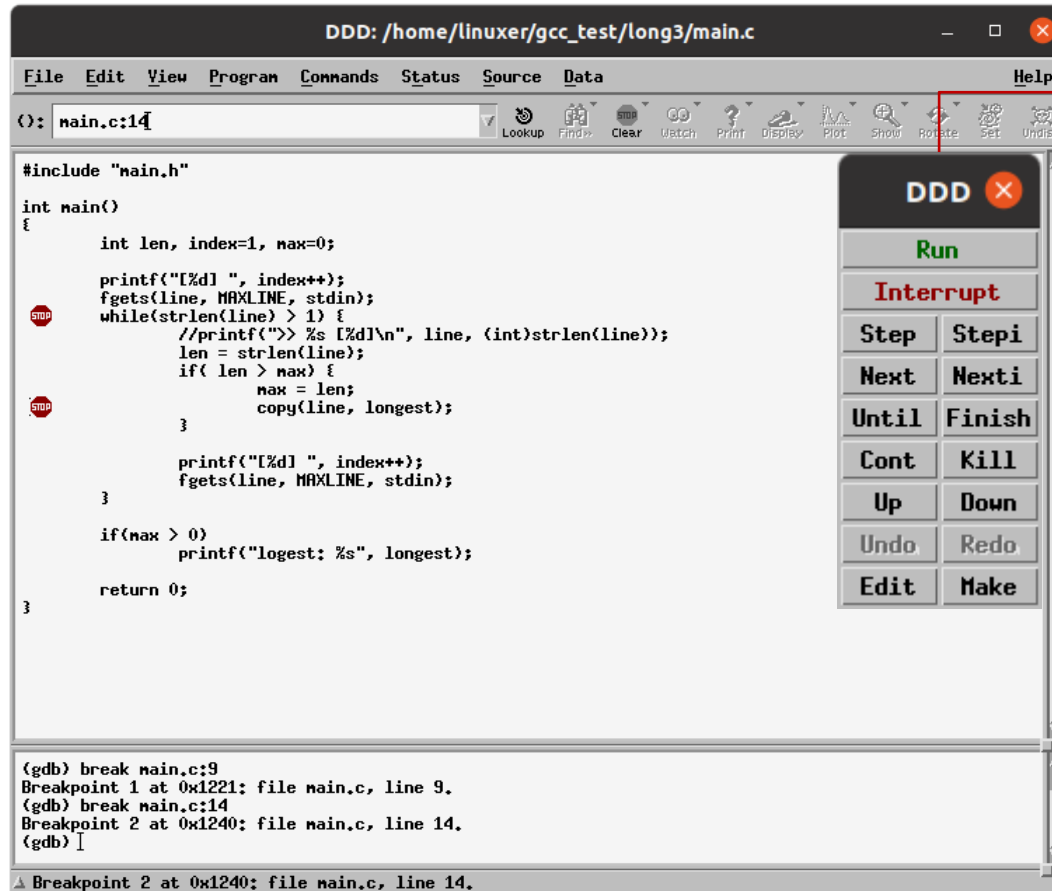 DDD: /home/linuxer/gcc_test/long3/main.c
File Edit View Program Commands Status Source Data Help
(): main.c:14
Lookup Find» Clear Watch Print Display Plot Show Rotate Set Undis
#include "main.h"
int main()
{
int len, index=1, max=0;
printf("[%d] ", index++);
fgets(line, MAXLINE, stdin);
STOP while(strlen(line) > 1) {
//printf(">> %s [%d]\n", line, (int)strlen(line));
len = strlen(line);
if( len > max) {
max = len;
STOP copy(line, longest);
}
printf("[%d] ", index++);
fgets(line, MAXLINE, stdin);
}
if(max > 0)
printf("logest: %s", longest);
return 0;
}
DDD
Run
Interrupt
Step Stepi
Next Nexti
Until Finish
Cont Kill
Up Down
Undo Redo
Edit Make
(gdb) break main.c:9
Breakpoint 1 at 0x1221: file main.c, line 9.
(gdb) break main.c:14
Breakpoint 2 at 0x1240: file main.c, line 14.
(gdb)
Breakpoint 2 at 0x1240: file main.c, line 14.